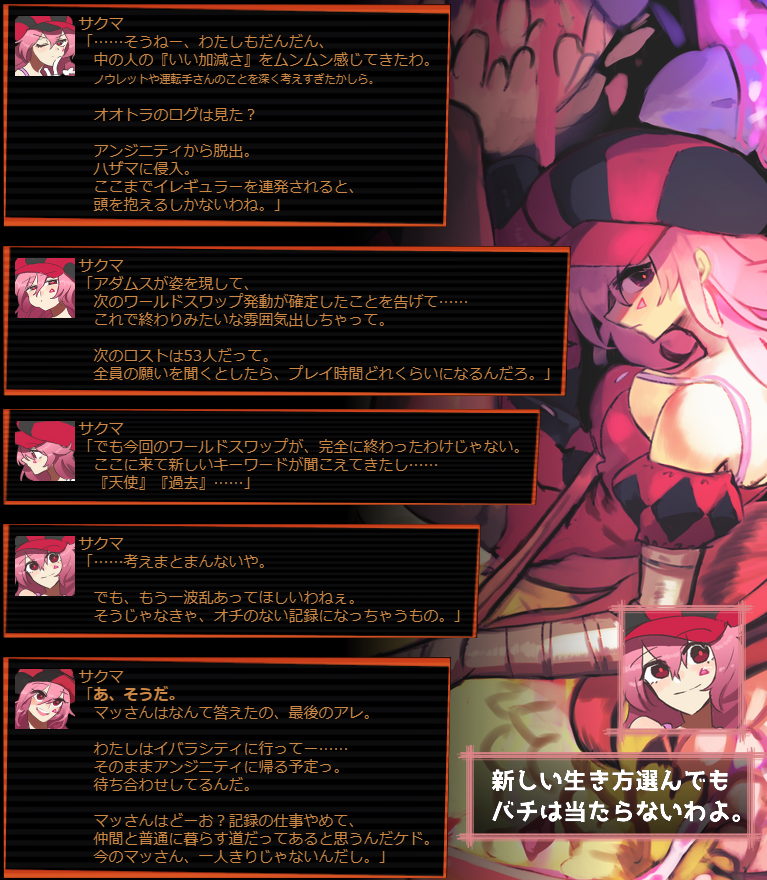 サクマ
「……そうねー、わたしもだんだん、
中の人の『いい加減さ』をムンムン感じてきたわ。
ノウレットや運転手さんのことを深く考えすぎたかしら。
オオトラのログは見た？
アンジニティから脱出。
ハザマに侵入。
ここまでイレギュラーを連発されると、
頭を抱えるしかないわね。」
サクマ
「アダムスが姿を現して、
次のワールドスワップ発動が確定したことを告げて……
これで終わりみたいな雰囲気出しちゃって。
次のロストは53人だって。
全員の願いを聞くとしたら、プレイ時間どれくらいになるんだろ。」
サクマ
「でも今回のワールドスワップが、完全に終わったわけじゃない。
ここに来て新しいキーワードが聞こえてきたし……
『天使』『過去』……」
サクマ
「……考えまとまんないや。
でも、もう一波乱あってほしいわねぇ。
そうじゃなきゃ、オチのない記録になっちゃうもの。」
サクマ
「あ、そうだ。
マッさんはなんて答えたの、最後のアレ。
わたしはイバラシティに行ってー……
そのままアンジニティに帰る予定っ。
待ち合わせしてるんだ。
マッさんはどーお？記録の仕事やめて、
仲間と普通に暮らす道だってあると思うんだケド。
今のマッさん、一人きりじゃないんだし。」
新しい生き方選んでも
バチは当たらないわよ。